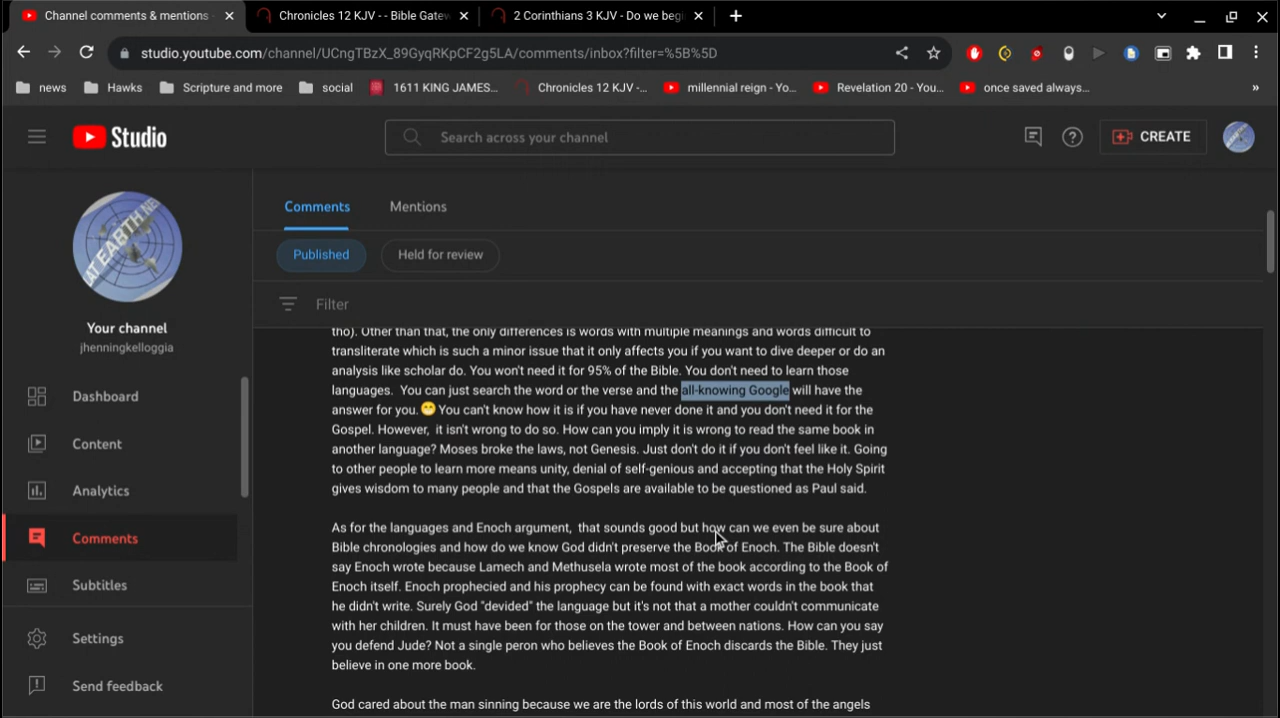 Channel comments & mentions
Chronicles 12 KJV - - Bible Gatew
2 Corinthians 3 KJV - Do we begi
studio.youtube.com/channel/UCngTBzX_89GyqRKpCF2g5LA/comments/inbox?filter=%5B%5D
news
Hawks
Scripture and more
social
1611 KING JAMES...
Chronicles 12 KJV -...
millennial reign - Yo...
Revelation 20 - You...
once saved always...
»
Studio
Search across your channel
CREATE
LAT EARTH.NE
Your channel
jhenningkelloggia
Dashboard
Content
Analytics
Comments
Subtitles
Settings
Send feedback
Comments
Mentions
Published
Held for review
Filter
tho). Other than that, the only differences is words with multiple meanings and words difficult to
transliterate which is such a minor issue that it only affects you if you want to dive deeper or do an
analysis like scholar do. You won't need it for 95% of the Bible. You don't need to learn those
languages.  You can just search the word or the verse and the all-knowing Google will have the
answer for you.😁 You can't know how it is if you have never done it and you don't need it for the
Gospel. However,  it isn't wrong to do so. How can you imply it is wrong to read the same book in
another language? Moses broke the laws, not Genesis. Just don't do it if you don't feel like it. Going
to other people to learn more means unity, denial of self-genious and accepting that the Holy Spirit
gives wisdom to many people and that the Gospels are available to be questioned as Paul said.
As for the languages and Enoch argument,  that sounds good but how can we even be sure about
Bible chronologies and how do we know God didn't preserve the Book of Enoch. The Bible doesn't
say Enoch wrote because Lamech and Methusela wrote most of the book according to the Book of
Enoch itself. Enoch prophecied and his prophecy can be found with exact words in the book that
he didn't write. Surely God "devided" the language but it's not that a mother couldn't communicate
with her children. It must have been for those on the tower and between nations. How can you say
you defend Jude? Not a single peron who believes the Book of Enoch discards the Bible. They just
believe in one more book.
God cared about the man sinning because we are the lords of this world and most of the angels